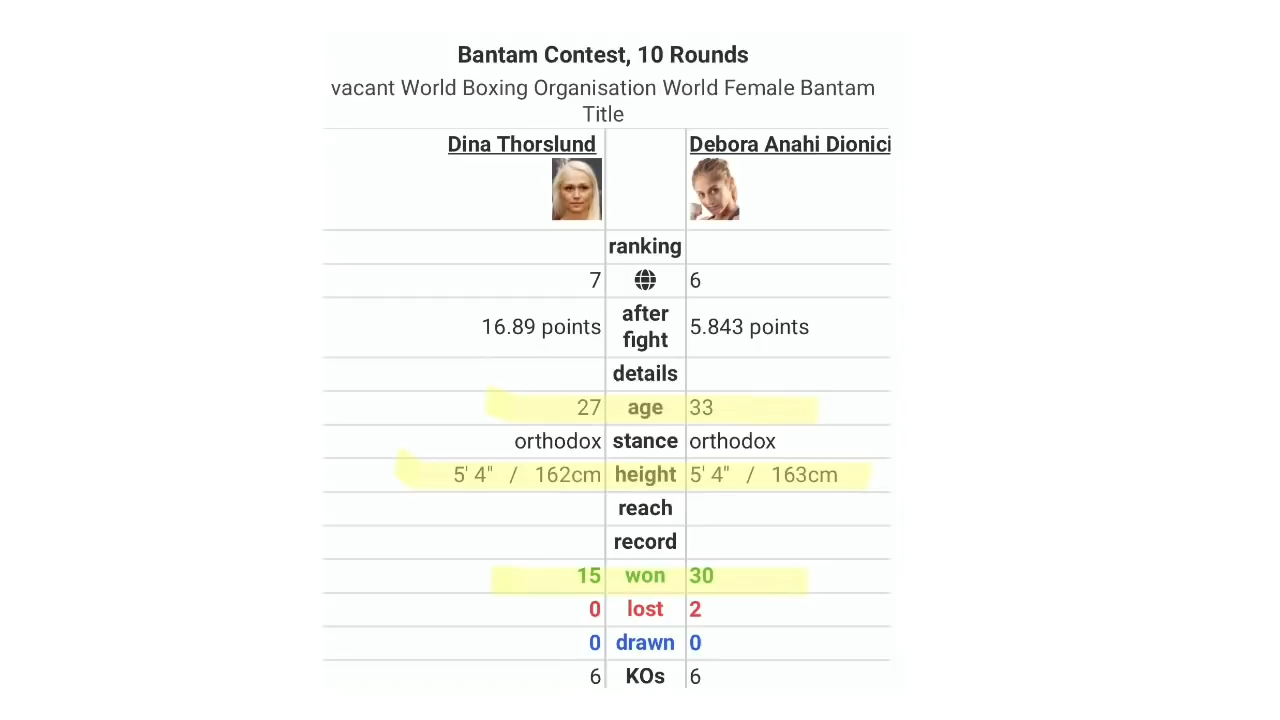 Bantam Contest, 10 Rounds
vacant World Boxing Organisation World Female Bantam
Title
Dina Thorslund Debora Anahi Dionici
ranking
7 6
16.89 points after fight 5.843 points
details
27 age 33
orthodox stance orthodox
5' 4" / 162cm height 5' 4" / 163cm
reach
record
15 won 30
0 lost 2
0 drawn 0
6 KOs 6